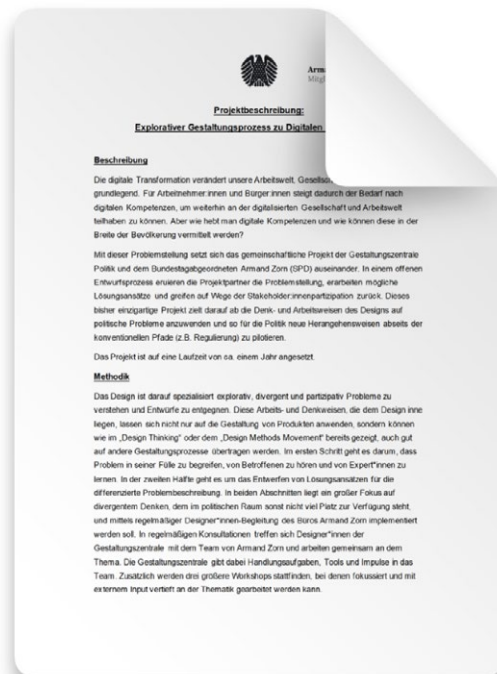 Arma
Mitgl
Projektbeschreibung:
Explorativer Gestaltungsprozess zu Digitalen
Beschreibung
Die digitale Transformation verändert unsere Arbeitswelt, Gesellsch
grundlegend. Für Arbeitnehmer:innen und Bürger:innen steigt dadurch der Bedarf nach
digitalen Kompetenzen, um weiterhin an der digitalisierten Gesellschaft und Arbeitswelt
teilhaben zu können. Aber wie hebt man digitale Kompetenzen und wie können diese in der
Breite der Bevölkerung vermittelt werden?
Mit dieser Problemstellung setzt sich das gemeinschaftliche Projekt der Gestaltungszentrale
Politik und dem Bundestagabgeordneten Armand Zorn (SPD) auseinander. In einem offenen
Entwurfsprozess eruieren die Projektpartner die Problemstellung, erarbeiten mögliche
Lösungsansätze und greifen auf Wege der Stakeholder:innenpartizipation zurück. Dieses
bisher einzigartige Projekt zielt darauf ab die Denk- und Arbeitsweisen des Designs auf
politische Probleme anzuwenden und so für die Politik neue Herangehensweisen abseits der
konventionellen Pfade (z.B. Regulierung) zu pilotieren.
Das Projekt ist auf eine Laufzeit von ca. einem Jahr angesetzt.
Methodik
Das Design ist darauf spezialisiert explorativ, divergent und partizipativ Probleme zu
verstehen und Entwürfe zu entgegnen. Diese Arbeits- und Denkweisen, die dem Design inne
liegen, lassen sich nicht nur auf die Gestaltung von Produkten anwenden, sondern können
wie im „Design Thinking“ oder dem „Design Methods Movement“ bereits gezeigt, auch gut
auf andere Gestaltungsprozesse übertragen werden. Im ersten Schritt geht es darum, dass
Problem in seiner Fülle zu begreifen, von Betroffenen zu hören und von Expert*innen zu
lernen. In der zweiten Hälfte geht es um das Entwerfen von Lösungsansätzen für die
differenzierte Problembeschreibung. In beiden Abschnitten liegt ein großer Fokus auf
divergentem Denken, dem im politischen Raum sonst nicht viel Platz zur Verfügung steht,
und mittels regelmäßiger Designer*innen-Begleitung des Büros Armand Zorn implementiert
werden soll. In regelmäßigen Konsultationen treffen sich Designer*innen der
Gestaltungszentrale mit dem Team von Armand Zorn und arbeiten gemeinsam an dem
Thema. Die Gestaltungszentrale gibt dabei Handlungsaufgaben, Tools und Impulse in das
Team. Zusätzlich werden drei größere Workshops stattfinden, bei denen fokussiert und mit
externem Input vertieft an der Thematik gearbeitet werden kann.